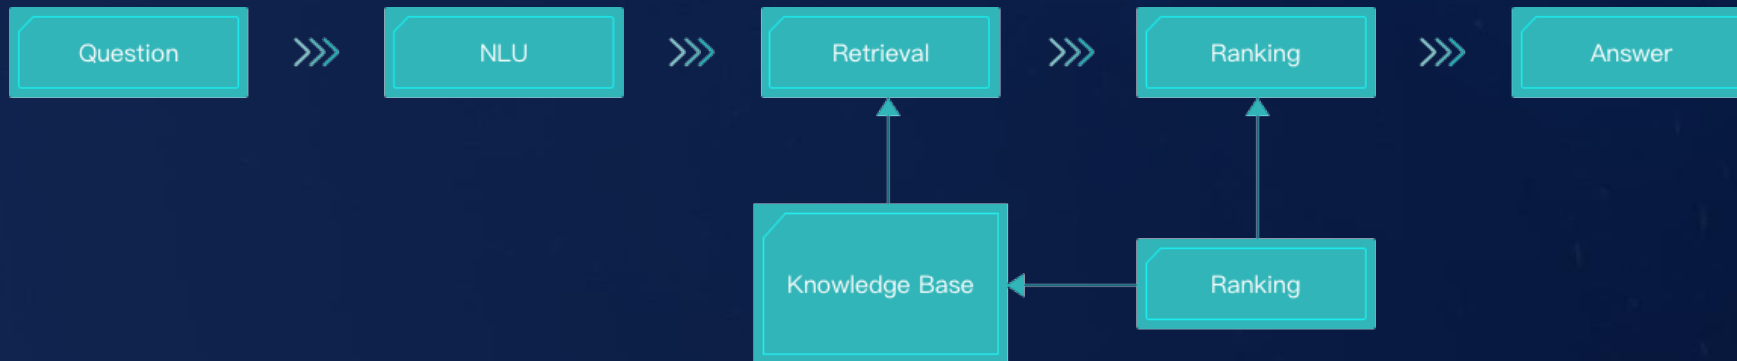 Question
NLU
Retrieval
Ranking
Answer
Knowledge Base
Ranking